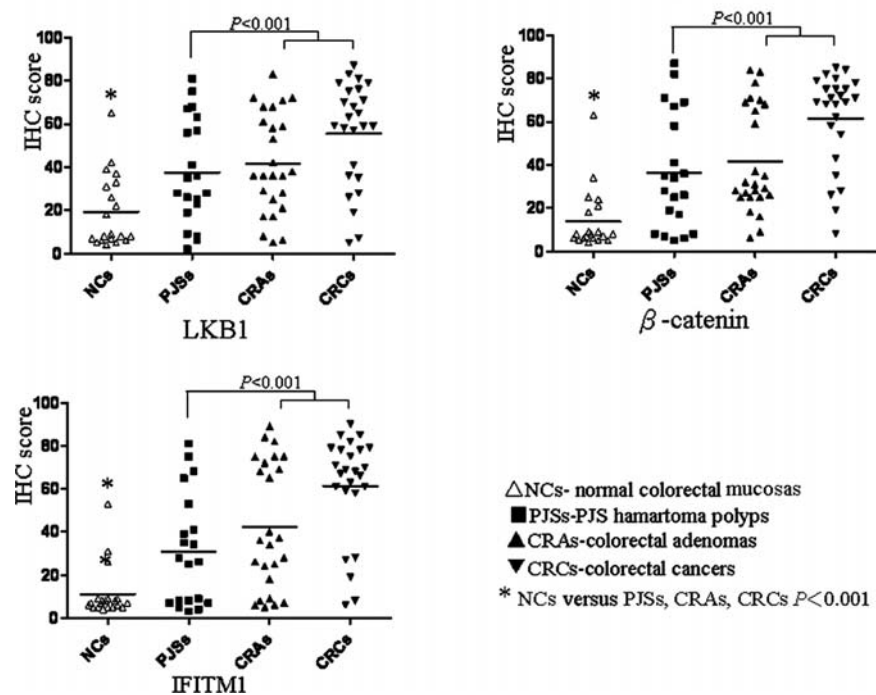 P<0.001
100
80
60
40
20
0
IHC score
*
NCs
PJSs
CRAs
CRCs
LKB1
P<0.001
100
80
60
40
20
0
IHC score
*
NCs
PJSs
CRAs
CRCs
β-catenin
P<0.001
100
80
60
40
20
0
IHC score
*
*
NCs
PJSs
CRAs
CRCs
IFITM1
△NCs- normal colorectal mucosas
■PJSs-PJS hamartoma polyps
▲CRAs-colorectal adenomas
▼CRCs-colorectal cancers
* NCs versus PJSs, CRAs, CRCs P<0.001